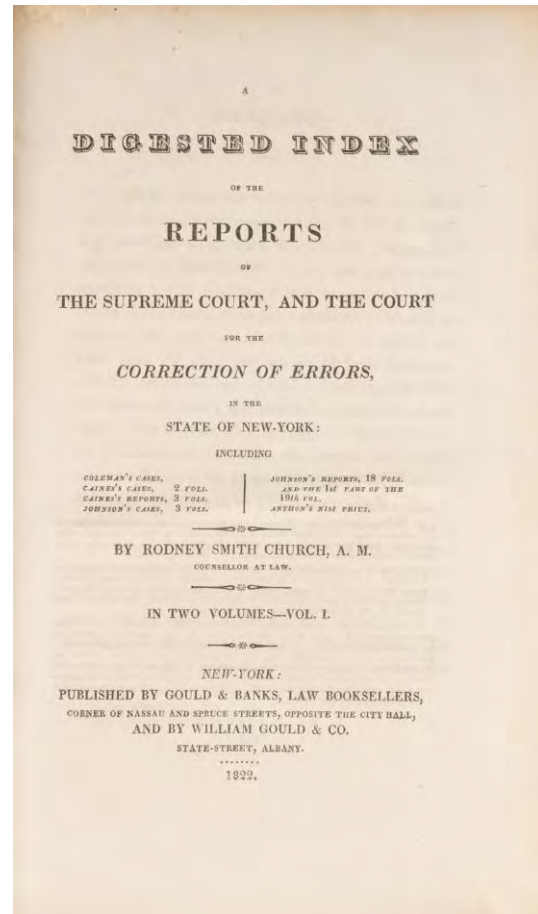 A
DIGESTED INDEX
OF THE
REPORTS
OF
THE SUPREME COURT, AND THE COURT
FOR THE
CORRECTION OF ERRORS,
IN THE
STATE OF NEW-YORK:
INCLUDING
COLEMAN'S CASES,
CAINES'S CASES, 2 VOLS.
CAINES'S REPORTS, 3 VOLS.
JOHNSON'S CASES, 3 VOLS.
JOHNSON'S REPORTS, 18 VOLS.
AND THE 1st PART OF THE
19th VOL.
ANTHON'S NISI PRIUS.
BY RODNEY SMITH CHURCH, A. M.
COUNSELLOR AT LAW.
IN TWO VOLUMES—VOL. I.
NEW-YORK:
PUBLISHED BY GOULD & BANKS, LAW BOOKSELLERS,
CORNER OF NASSAU AND SPRUCE STREETS, OPPOSITE THE CITY HALL,
AND BY WILLIAM GOULD & CO.
STATE-STREET, ALBANY.
1822.